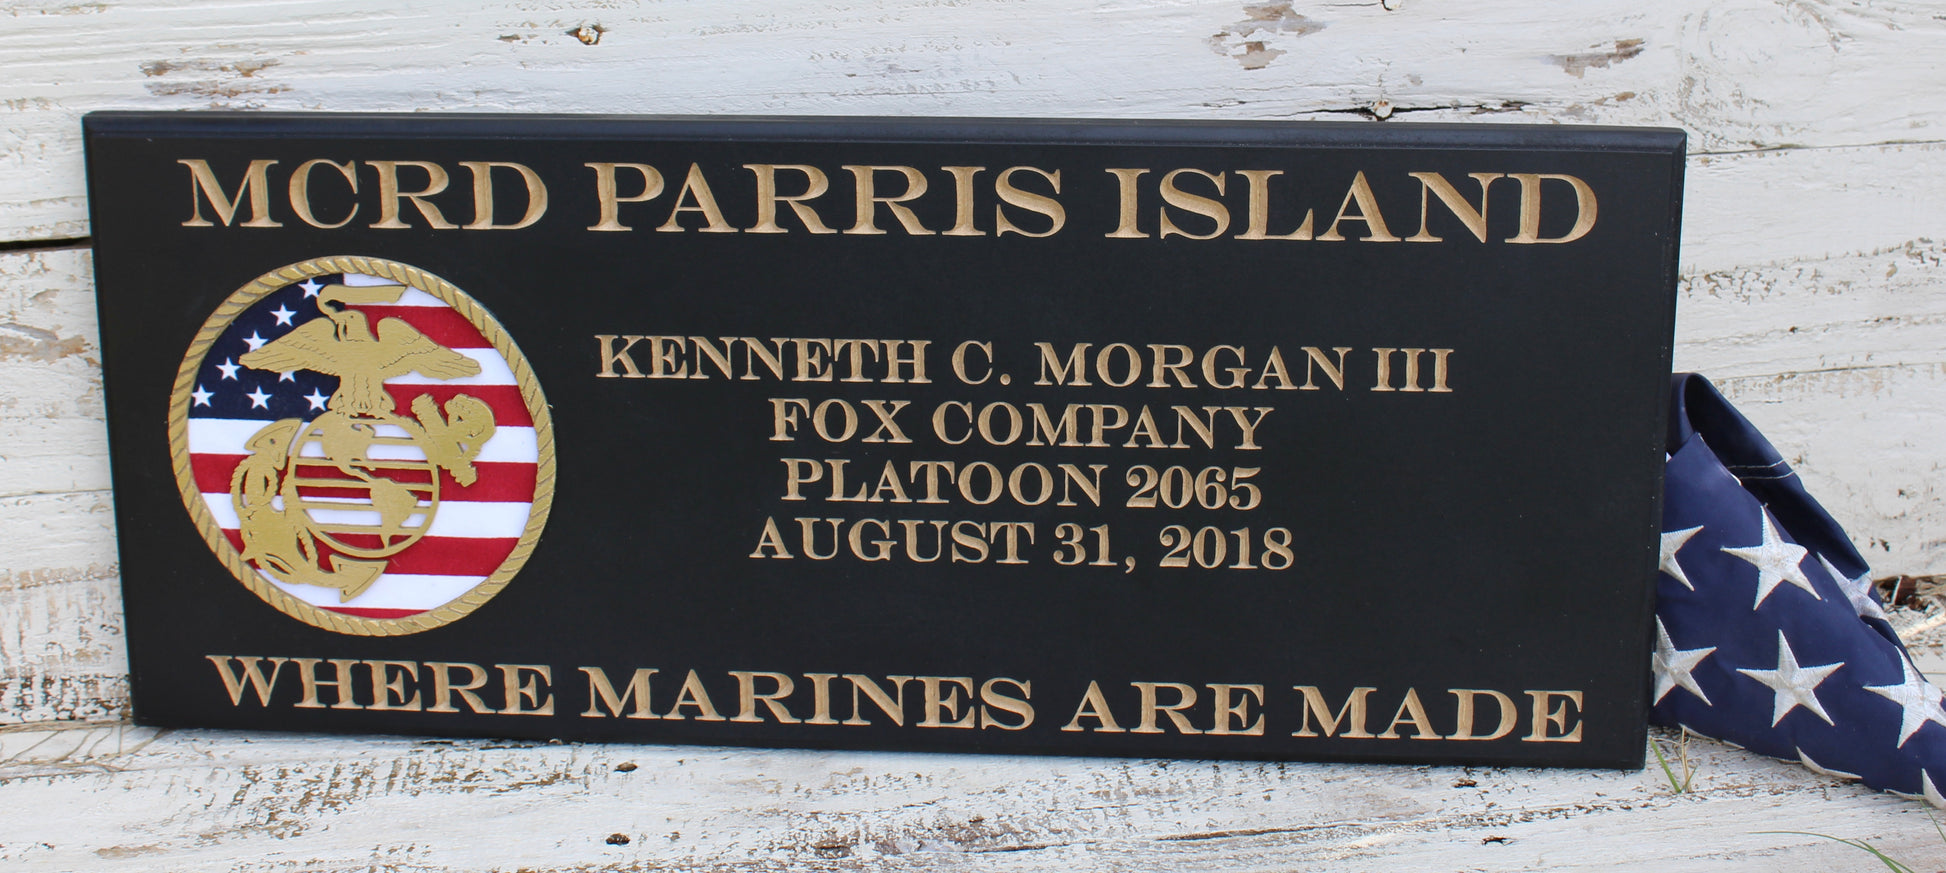 MCRD PARRIS ISLAND
KENNETH C. MORGAN III
FOX COMPANY
PLATOON 2065
AUGUST 31, 2018
WHERE MARINES ARE MADE